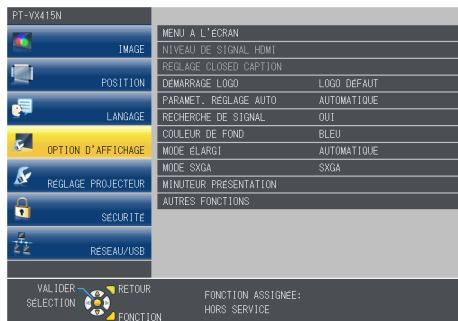 PT-VX415N
IMAGE
POSITION
LANGAGE
OPTION D'AFFICHAGE
RÉGLAGE PROJECTEUR
SÉCURITÉ
RÉSEAU/USB
MENU À L'ÉCRAN
NIVEAU DE SIGNAL HDMI
RÉGLAGE CLOSED CAPTION
DÉMARRAGE LOGO LOGO DÉFAUT
PARAMET. RÉGLAGE AUTO AUTOMATIQUE
RECHERCHE DE SIGNAL OUI
COULEUR DE FOND BLEU
MODE ÉLARGI AUTOMATIQUE
MODE SXGA SXGA
MINUTEUR PRÉSENTATION
AUTRES FONCTIONS
VALIDER RETOUR
SÉLECTION
FONCTION
FONCTION ASSIGNÉE:
HORS SERVICE